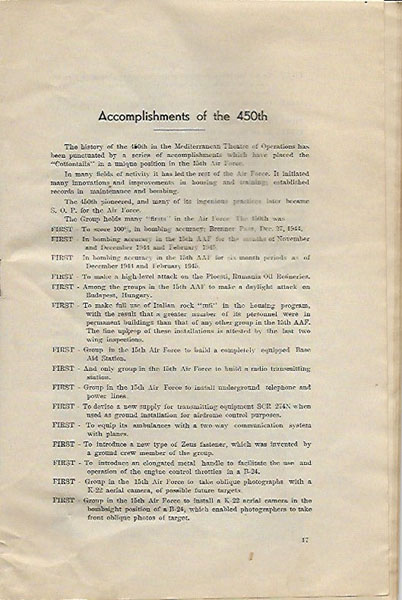 Accomplishments of the 450th
The history of the 450th in the Mediterranean Theatre of Operations has
been punctuated by a series of accomplishments which have placed the
"Cottontails" in a unique position in the 15th Air Force.
In many fields of activity it has led the rest of the Air Force. It initiated
many innovations and improvements in housing and training, established
records in maintenance and bombing.
The 450th pioneered, and many of its ingenious practices later became
S. O. P. for the Air Force.
The Group holds many "firsts" in the Air Force. The 450th was
FIRST - To score 100% in bombing accuracy; Brenner Pass, Dec. 27, 1944.
FIRST - In bombing accuracy in the 15th AAF for the months of November
and December 1944 and February 1945.
FIRST - In bombing accuracy in the 15th AAF for six month periods as of
December 1944 and February 1945.
FIRST - To make a high level attack on the Ploesti, Rumania Oil Refineries.
FIRST - Among the groups in the 15th AAF to make a daylight attack on
Budapest, Hungary.
FIRST - To make full use of Italian rock "tufi" in the housing program,
with the result that a greater number of its personnel were in
permanent buildings than that of any other group in the 15th AAF.
The fine upkeep of these installations is attested by the last two
wing inspections.
FIRST - Group in the 15th Air Force to build a completely equipped Base
Aid Station.
FIRST - And only group in the 15th Air Force to build a radio transmitting
station.
FIRST - Group in the 15th Air Force to install underground telephone and
power lines.
FIRST - To devise a new supply for transmitting equipment SCR 274N when
used as ground installation for airdrome control purposes.
FIRST - To equip its ambulances with a two-way communication system
with planes.
FIRST - To introduce a new type of Zeus fastener, which was invented by
a ground crew member of the group.
FIRST - To introduce an elongated metal handle to facilitate the use and
operation of the engine control throttles in a B-24.
FIRST - Group in the 15th Air Force to take oblique photographs with a
K-22 aerial camera, of possible future targets.
FIRST - Group in the 15th Air Force to install a K-22 aerial camera in the
bombsight position of a B-24, which enabled photographers to take
front oblique photos of target.
17